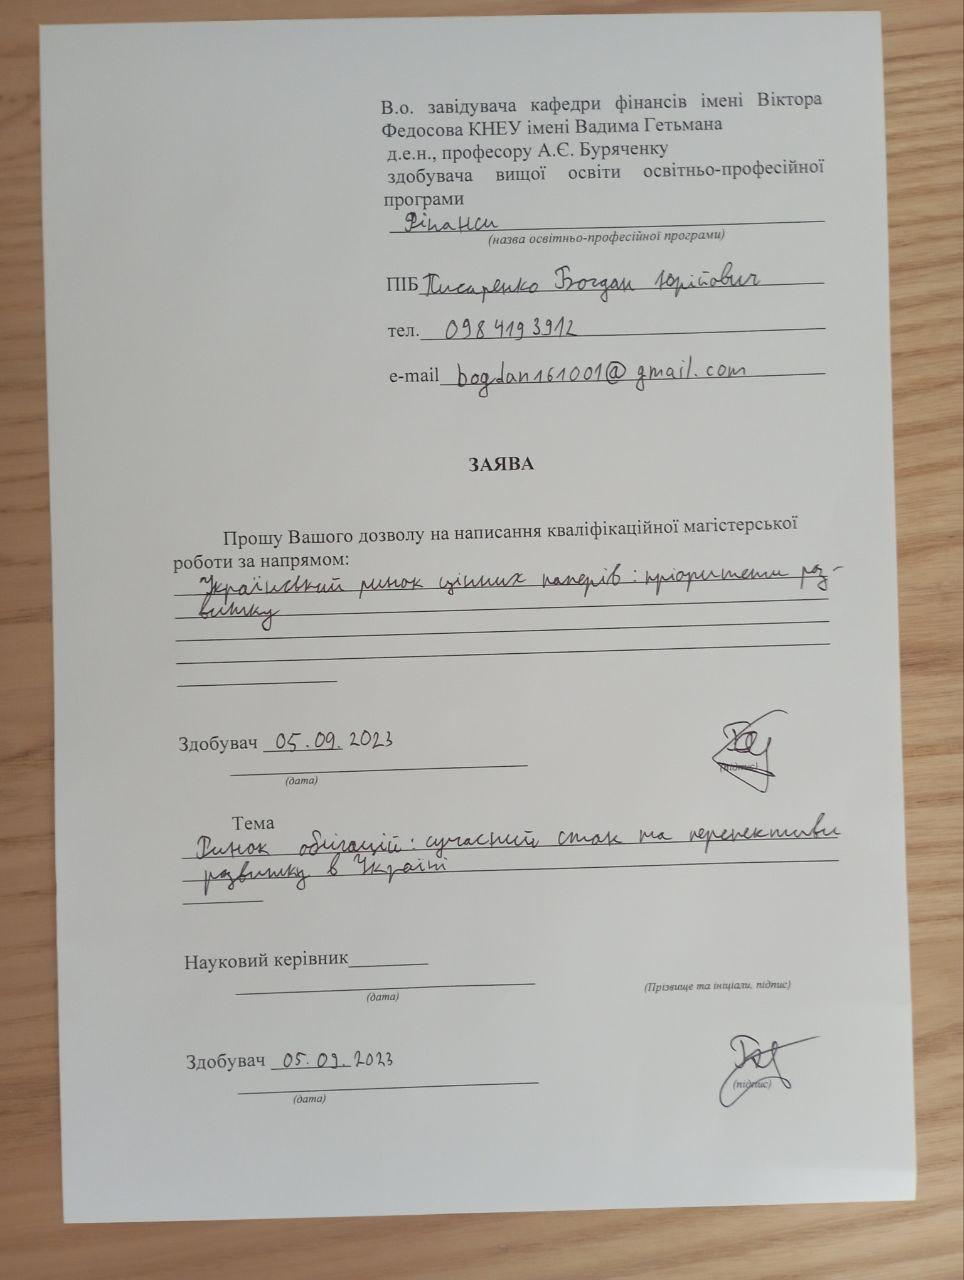 В.о. завідувача кафедри фінансів імені Віктора
Федосова КНЕУ імені Вадима Гетьмана
д.е.н., професору А.Є. Буряченку
здобувача вищої освіти освітньо-професійної
програми
Фінанси
(назва освітньо-професійної програми)
ПІБ Писаренко Богдан Юрійович
тел. 098 419 3912
e-mail bogdan161001@gmail.com
ЗАЯВА
Прошу Вашого дозволу на написання кваліфікаційної магістерської
роботи за напрямом:
Український ринок цінних паперів: пріоритети роз-
витку
Здобувач 05.09.2023
(дата)
(підпис)
Тема
Ринок облігацій: сучасний стан та перспективи
розвитку в Україні
Науковий керівник________
(дата) (Прізвище та ініціали, підпис)
Здобувач 05.09.2023
(дата)
(підпис)